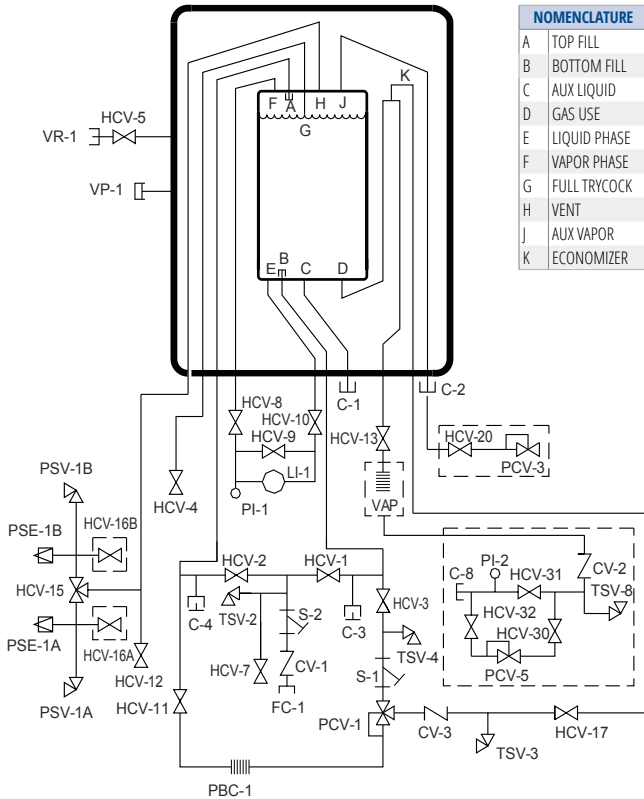 NOMENCLATURE
A TOP FILL
B BOTTOM FILL
C AUX LIQUID
D GAS USE
E LIQUID PHASE
F VAPOR PHASE
G FULL TRYCOCK
H VENT
J AUX VAPOR
K ECONOMIZER
K
F A H J
G
HCV-5
VR-1
VP-1
E B C D
C-1
C-2
HCV-8
HCV-10
HCV-9
LI-1
PI-1
HCV-4
HCV-13
VAP
HCV-20
PCV-3
PSV-1B
PSE-1B
HCV-16B
HCV-15
PSE-1A
HCV-16A
PSV-1A
HCV-12
HCV-11
HCV-2
HCV-1
C-4
TSV-2
S-2
C-3
HCV-3
HCV-7
CV-1
FC-1
TSV-4
S-1
PCV-1
PBC-1
CV-3
TSV-3
HCV-17
C-8
PI-2
HCV-31
CV-2
TSV-8
HCV-32
HCV-30
PCV-5